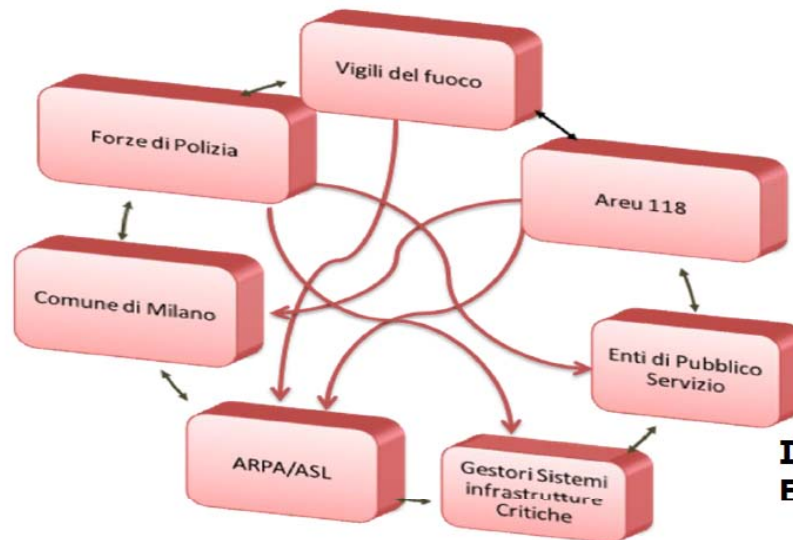 Vigili del fuoco
Forze di Polizia
Areu 118
Comune di Milano
Enti di Pubblico
Servizio
ARPA/ASL
Gestori Sistemi
infrastrutture
Critiche